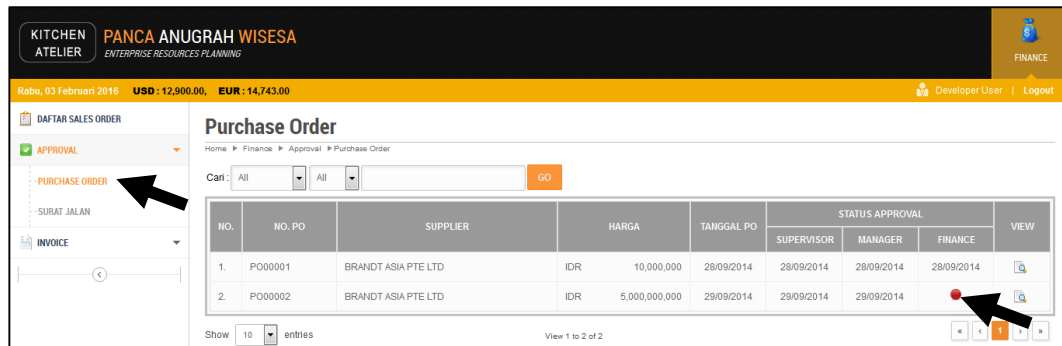 KITCHEN ATELIER
PANCA ANUGRAH WISESA
ENTERPRISE RESOURCES PLANNING
FINANCE
Rabu, 03 Februari 2016 USD : 12,900.00, EUR : 14,743.00
Developer User | Logout
DAFTAR SALES ORDER
APPROVAL
PURCHASE ORDER
SURAT JALAN
INVOICE
Purchase Order
Home Finance Approval Purchase Order
Cari : All All GO
NO. NO. PO SUPPLIER HARGA TANGGAL PO STATUS APPROVAL VIEW
SUPERVISOR MANAGER FINANCE
1. PO00001 BRANDT ASIA PTE LTD IDR 10,000,000 28/09/2014 28/09/2014 28/09/2014 28/09/2014
2. PO00002 BRANDT ASIA PTE LTD IDR 5,000,000,000 29/09/2014 29/09/2014 29/09/2014
Show 10 entries View 1 to 2 of 2 « ‹ 1 › »